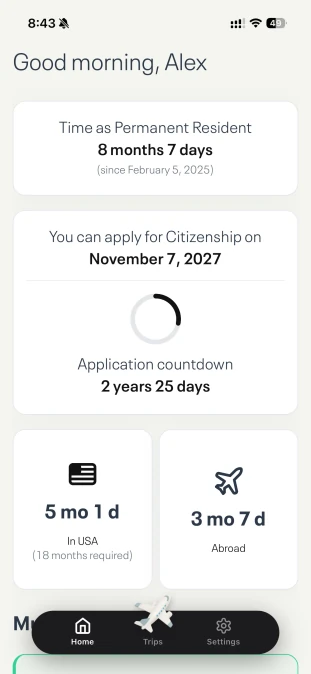 8:43
49
Good morning, Alex
Time as Permanent Resident
8 months 7 days
(since February 5, 2025)
You can apply for Citizenship on
November 7, 2027
Application countdown
2 years 25 days
5 mo 1 d
In USA
(18 months required)
3 mo 7 d
Abroad
Home
Trips
Settings